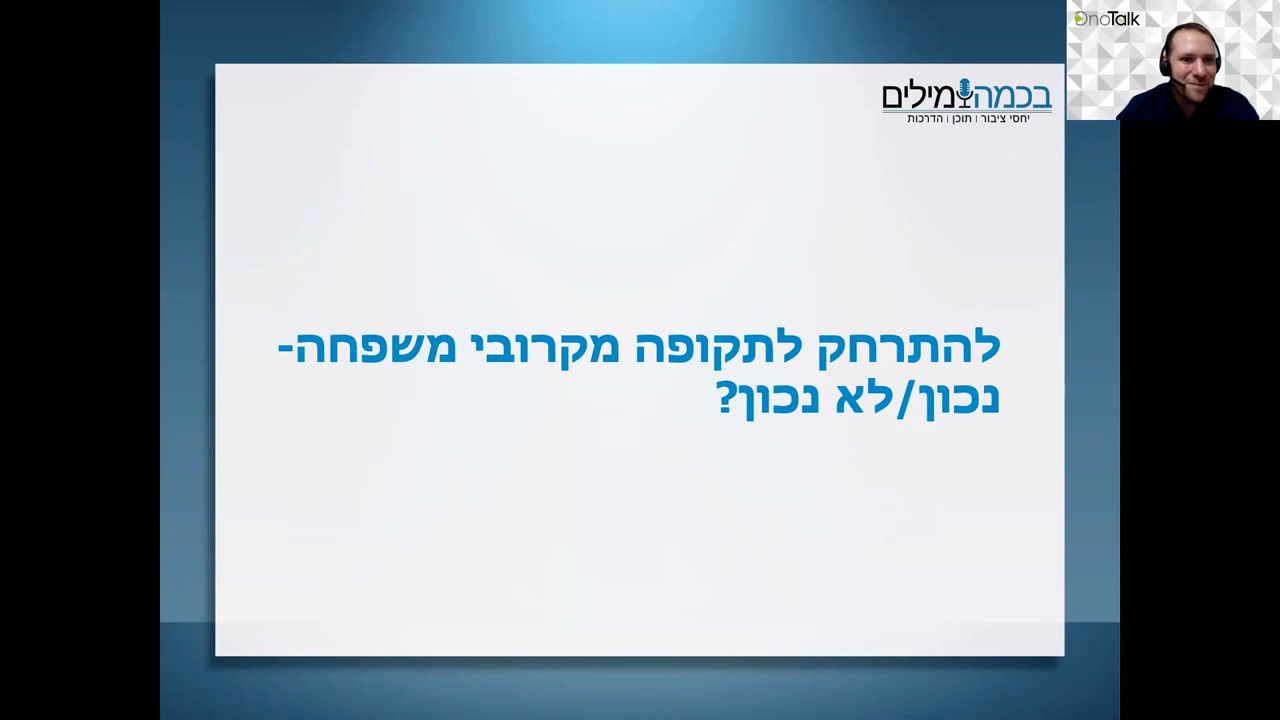 OnoTalk
בכמה מילים
יחסי ציבור | תוכן | הדרכות
להתרחק לתקופה מקרובי משפחה-
נכון/לא נכון?